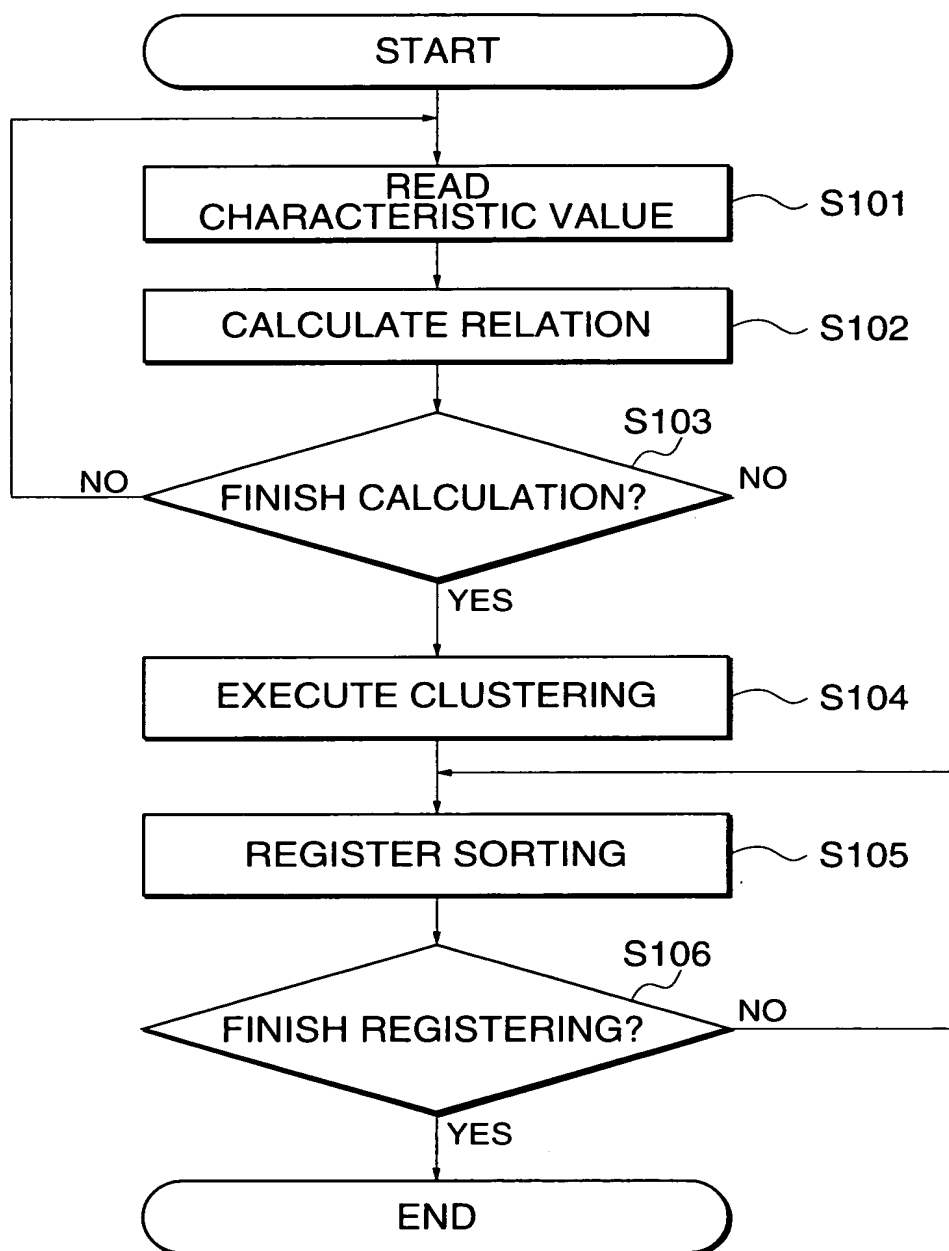 START
READ
CHARACTERISTIC VALUE
S101
CALCULATE RELATION
S102
S103
NO
FINISH CALCULATION?
NO
YES
EXECUTE CLUSTERING
S104
REGISTER SORTING
S105
S106
FINISH REGISTERING?
NO
YES
END